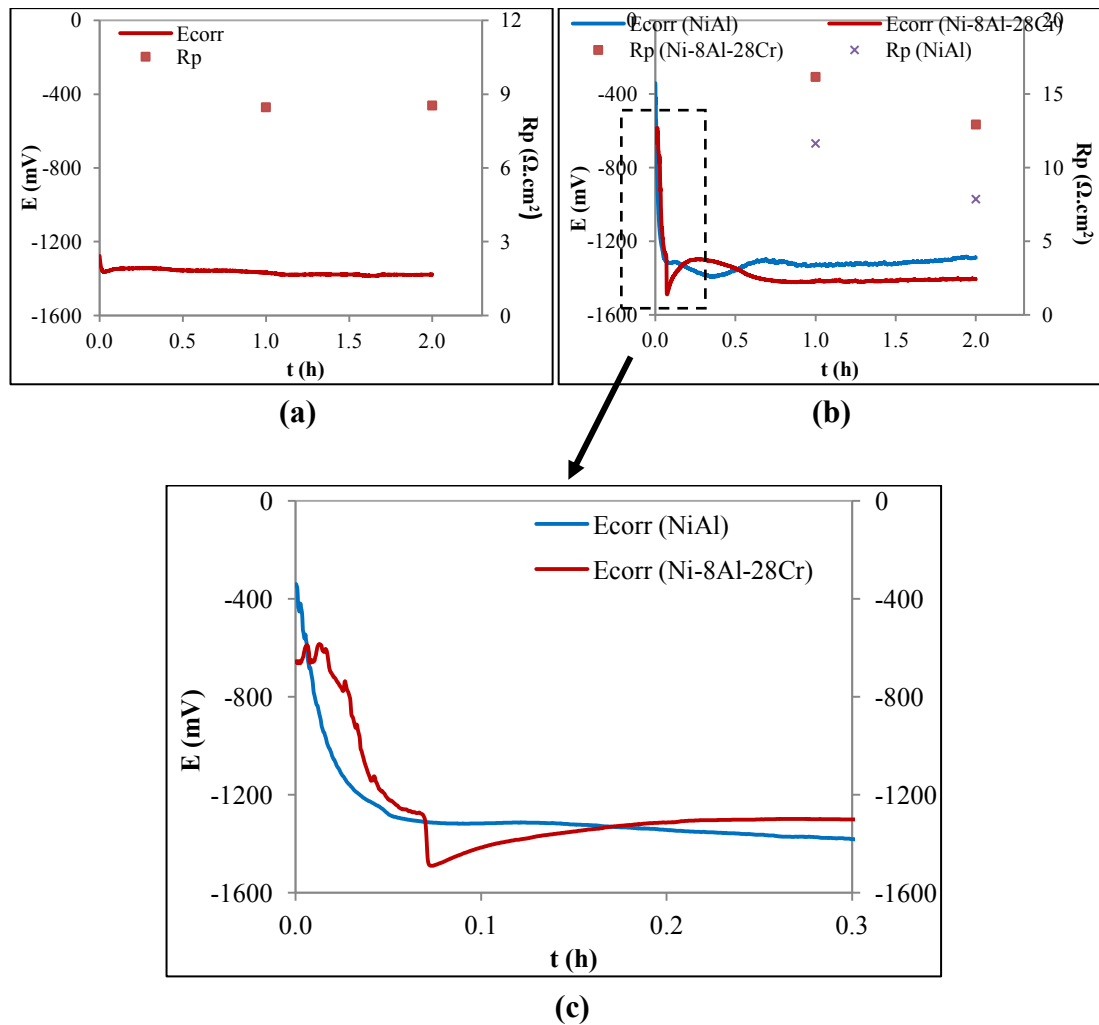 0
12
Ecorr
Rp
-400
9
-800
6
-1200
3
-1600
0
E (mV)
Rp (Ω.cm²)
0.0
0.5
1.0
1.5
2.0
t (h)
(a)
0
20
Ecorr (NiAl)
Ecorr (Ni-8Al-28Cr)
Rp (Ni-8Al-28Cr)
Rp (NiAl)
-400
15
-800
10
-1200
5
-1600
0
E (mV)
Rp (Ω.cm²)
0.0
0.5
1.0
1.5
2.0
t (h)
(b)
0
0
Ecorr (NiAl)
Ecorr (Ni-8Al-28Cr)
-400
-400
-800
-800
-1200
-1200
-1600
-1600
E (mV)
0.0
0.1
0.2
0.3
t (h)
(c)